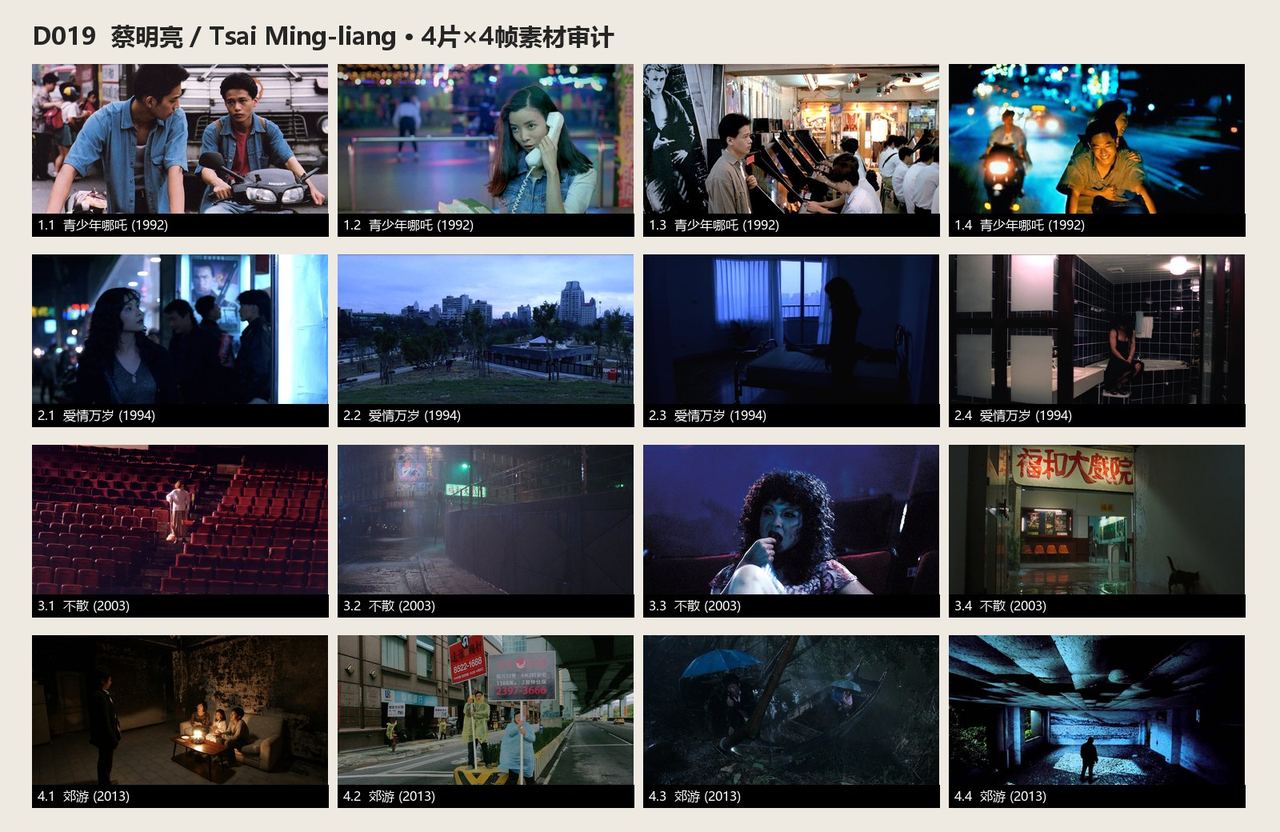 D019 蔡明亮 / Tsai Ming-liang • 4片×4帧素材审计
1.1 青少年哪吒 (1992)
1.2 青少年哪吒 (1992)
1.3 青少年哪吒 (1992)
1.4 青少年哪吒 (1992)
2.1 爱情万岁 (1994)
2.2 爱情万岁 (1994)
2.3 爱情万岁 (1994)
2.4 爱情万岁 (1994)
福和大戲院
3.1 不散 (2003)
3.2 不散 (2003)
3.3 不散 (2003)
3.4 不散 (2003)
8522-1666
2397-3666
4.1 郊游 (2013)
4.2 郊游 (2013)
4.3 郊游 (2013)
4.4 郊游 (2013)